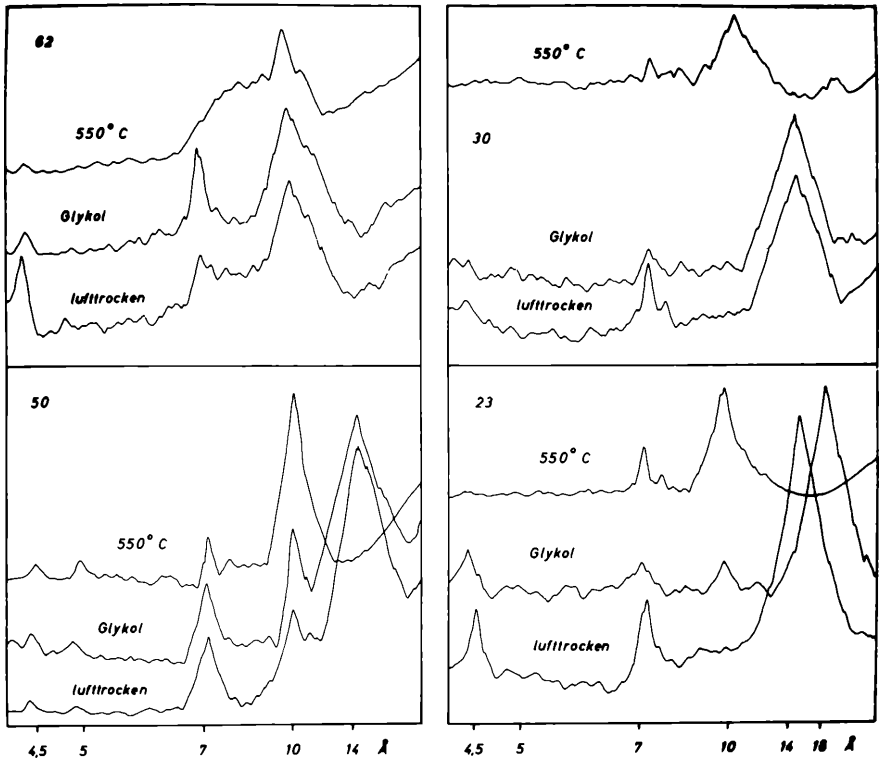 62
550° C
Glykol
lufttrocken
550° C
30
Glykol
lufttrocken
50
550° C
Glykol
lufttrocken
4,5 5 7 10 14 Å
23
550° C
Glykol
lufttrocken
4,5 5 7 10 14 18 Å